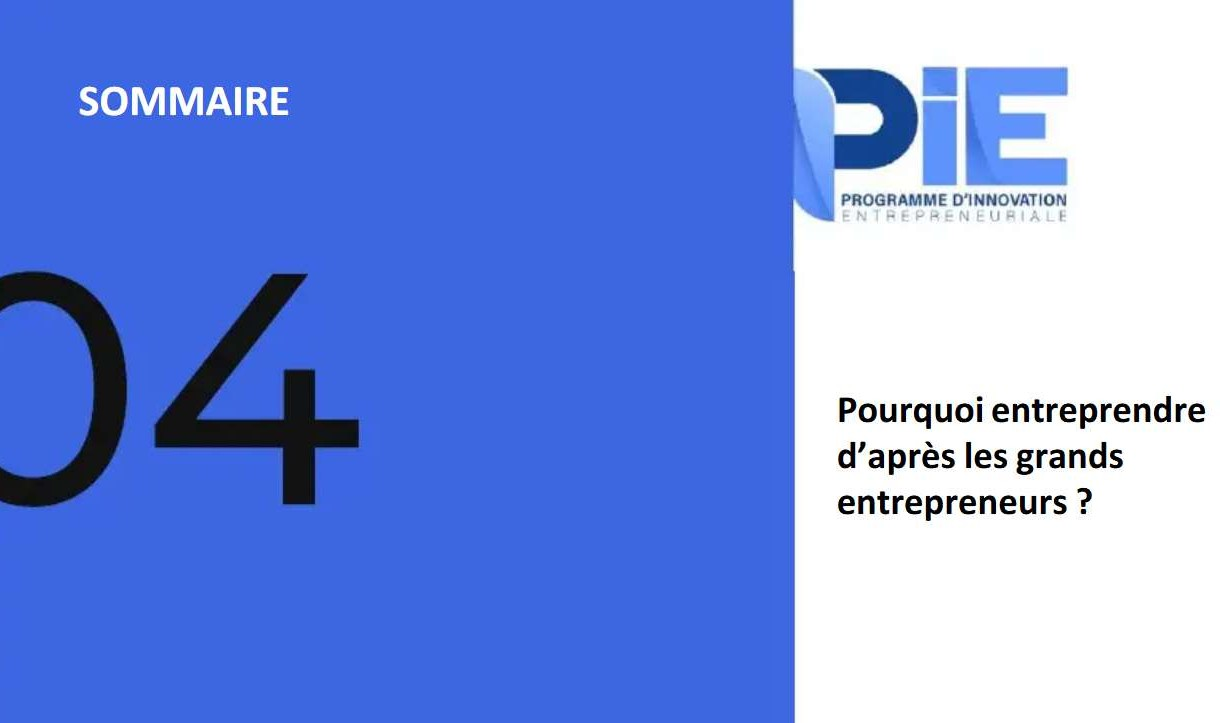 SOMMAIRE
PiE
PROGRAMME D'INNOVATION
ENTREPRENEURIALE
04
Pourquoi entreprendre
d’après les grands
entrepreneurs ?